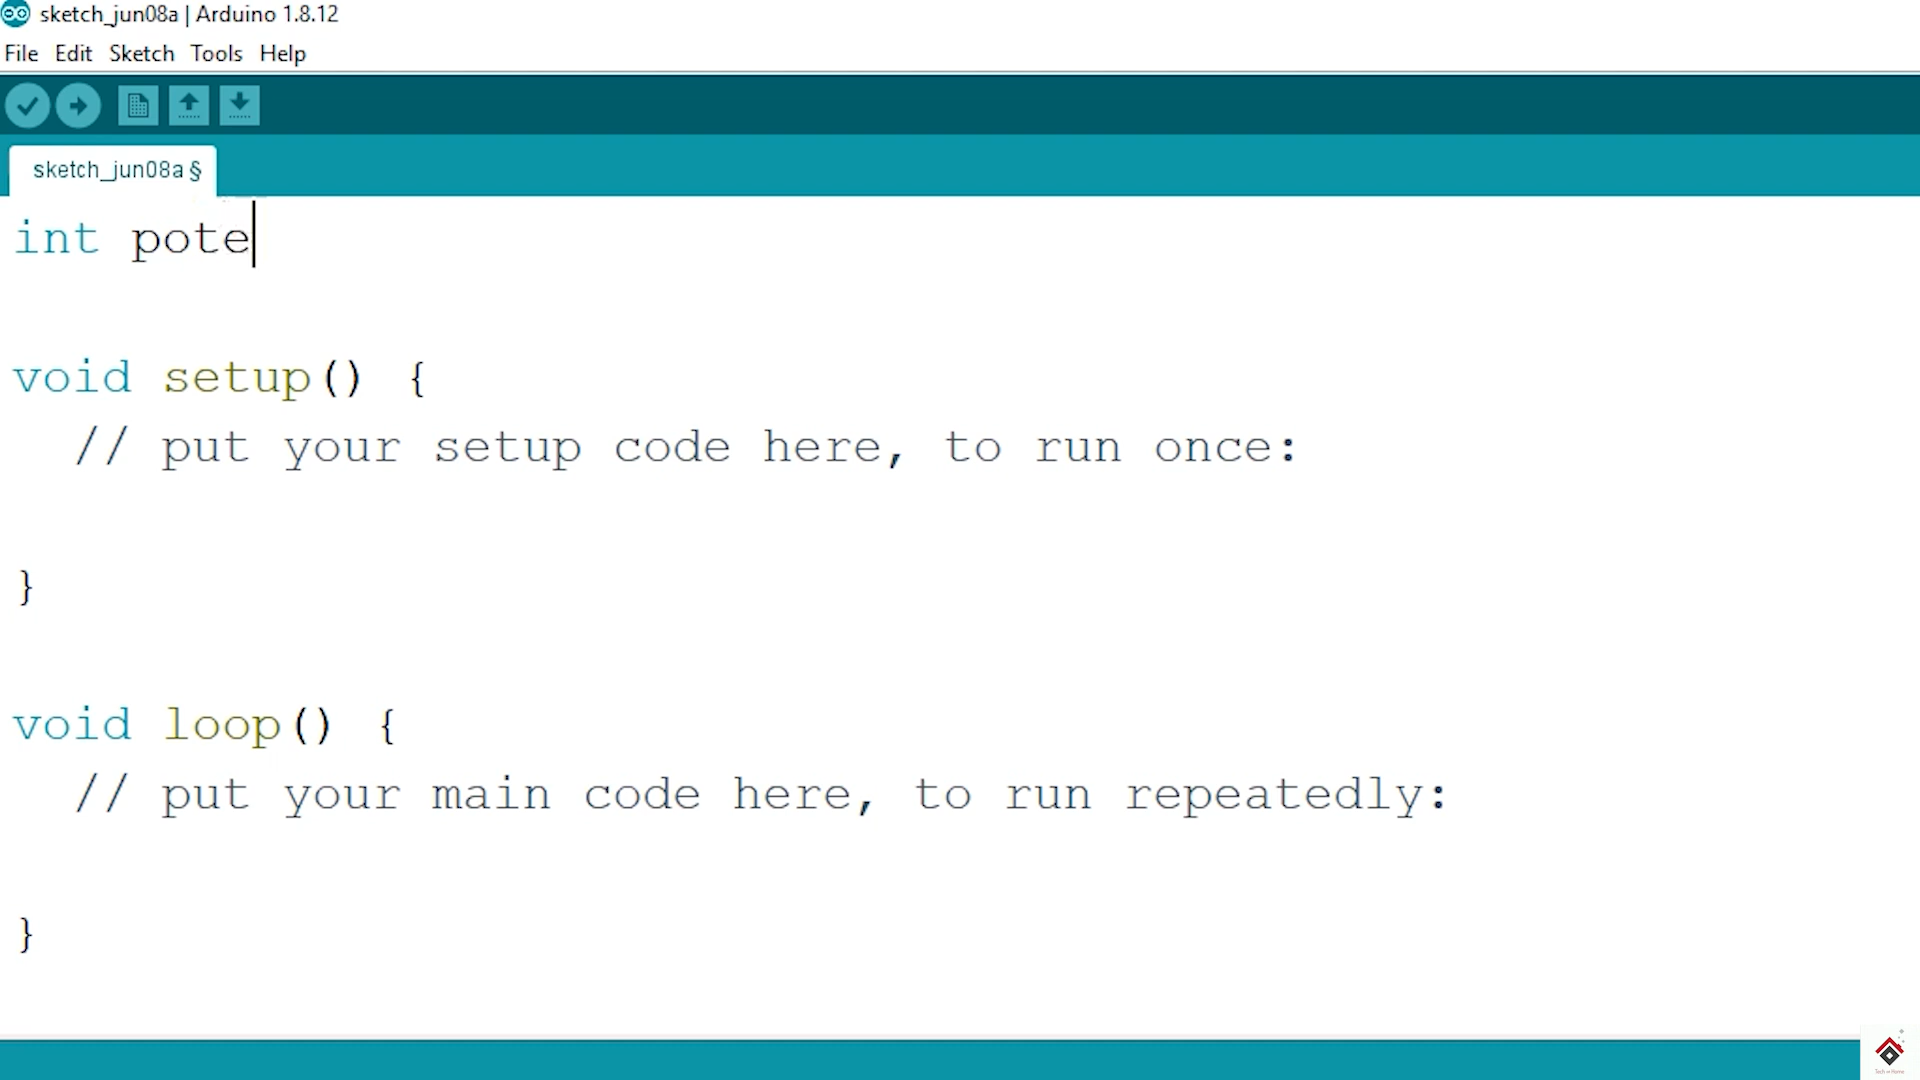 sketch_jun08a | Arduino 1.8.12
File Edit Sketch Tools Help
sketch_jun08a §
int pote
void setup() {
  // put your setup code here, to run once:
}
void loop() {
  // put your main code here, to run repeatedly:
}